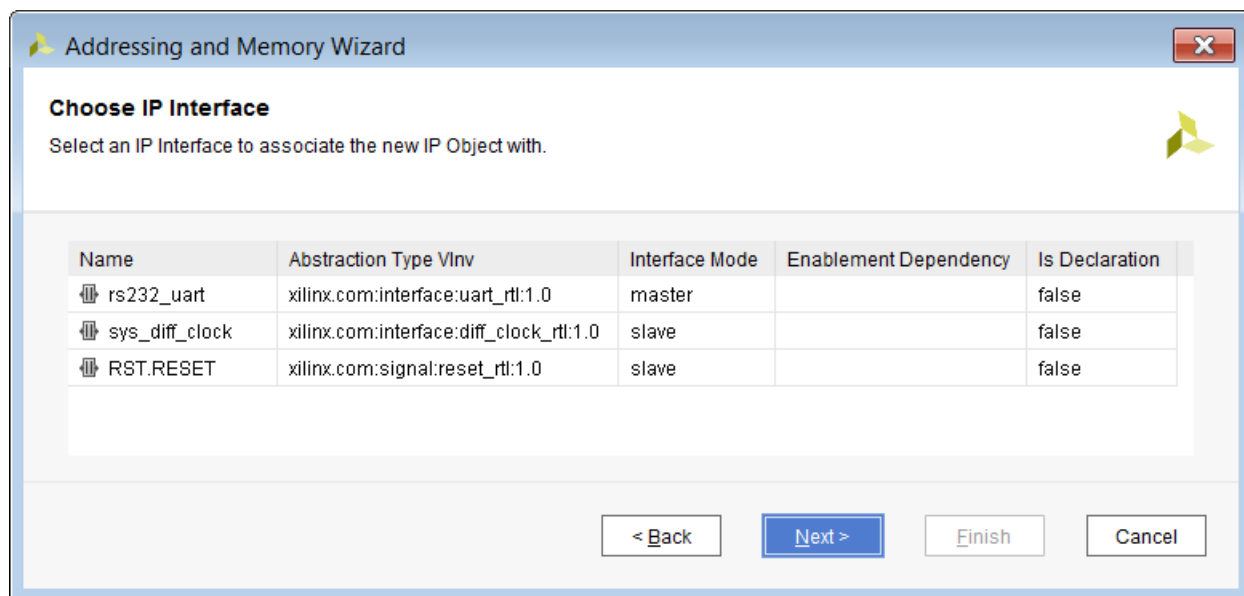 Addressing and Memory Wizard
Choose IP Interface
Select an IP Interface to associate the new IP Object with.
Name Abstraction Type Vlnv Interface Mode Enablement Dependency Is Declaration
rs232_uart xilinx.com:interface:uart_rtl:1.0 master false
sys_diff_clock xilinx.com:interface:diff_clock_rtl:1.0 slave false
RST.RESET xilinx.com:signal:reset_rtl:1.0 slave false
< Back Next > Finish Cancel